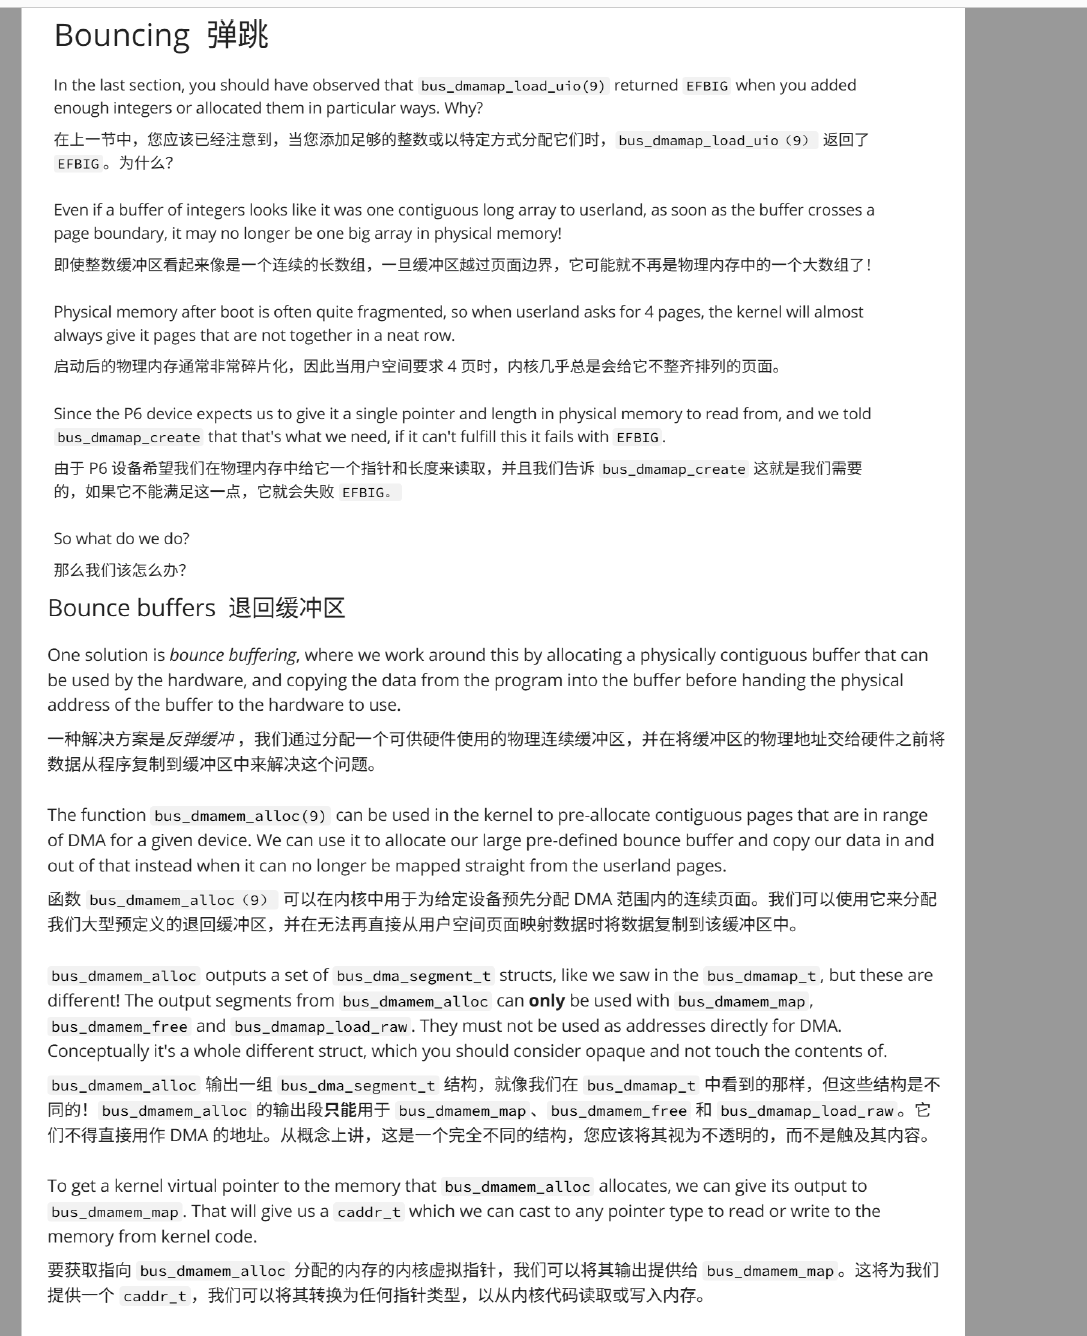 Bouncing 弹跳
In the last section, you should have observed that bus_dmamap_load_uio(9) returned EFBIG when you added
enough integers or allocated them in particular ways. Why?
在上一节中，您应该已经注意到，当您添加足够的整数或以特定方式分配它们时， bus_dmamap_load_uio（9） 返回了
EFBIG 。为什么？
Even if a buffer of integers looks like it was one contiguous long array to userland, as soon as the buffer crosses a
page boundary, it may no longer be one big array in physical memory!
即使整数缓冲区看起来像是一个连续的长数组，一旦缓冲区越过页面边界，它可能就不再是物理内存中的一个大数组了！
Physical memory after boot is often quite fragmented, so when userland asks for 4 pages, the kernel will almost
always give it pages that are not together in a neat row.
启动后的物理内存通常非常碎片化，因此当用户空间要求 4 页时，内核几乎总是会给它不整齐排列的页面。
Since the P6 device expects us to give it a single pointer and length in physical memory to read from, and we told
bus_dmamap_create that that's what we need, if it can't fulfill this it fails with EFBIG .
由于 P6 设备希望我们在物理内存中给它一个指针和长度来读取，并且我们告诉 bus_dmamap_create 这就是我们需要
的，如果它不能满足这一点，它就会失败 EFBIG。
So what do we do?
那么我们该怎么办？
Bounce buffers 退回缓冲区
One solution is bounce buffering, where we work around this by allocating a physically contiguous buffer that can
be used by the hardware, and copying the data from the program into the buffer before handing the physical
address of the buffer to the hardware to use.
一种解决方案是反弹缓冲 ，我们通过分配一个可供硬件使用的物理连续缓冲区，并在将缓冲区的物理地址交给硬件之前将
数据从程序复制到缓冲区中来解决这个问题。
The function bus_dmamem_alloc(9) can be used in the kernel to pre-allocate contiguous pages that are in range
of DMA for a given device. We can use it to allocate our large pre-defined bounce buffer and copy our data in and
out of that instead when it can no longer be mapped straight from the userland pages.
函数 bus_dmamem_alloc（9） 可以在内核中用于为给定设备预先分配 DMA 范围内的连续页面。我们可以使用它来分配
我们大型预定义的退回缓冲区，并在无法再直接从用户空间页面映射数据时将数据复制到该缓冲区中。
bus_dmamem_alloc outputs a set of bus_dma_segment_t structs, like we saw in the bus_dmamap_t , but these are
different! The output segments from bus_dmamem_alloc can only be used with bus_dmamem_map ,
bus_dmamem_free and bus_dmamap_load_raw . They must not be used as addresses directly for DMA.
Conceptually it's a whole different struct, which you should consider opaque and not touch the contents of.
bus_dmamem_alloc 输出一组 bus_dma_segment_t 结构，就像我们在 bus_dmamap_t 中看到的那样，但这些结构是不
同的！ bus_dmamem_alloc 的输出段只能用于 bus_dmamem_map 、 bus_dmamem_free 和 bus_dmamap_load_raw 。它
们不得直接用作 DMA 的地址。从概念上讲，这是一个完全不同的结构，您应该将其视为不透明的，而不是触及其内容。
To get a kernel virtual pointer to the memory that bus_dmamem_alloc allocates, we can give its output to
bus_dmamem_map . That will give us a caddr_t which we can cast to any pointer type to read or write to the
memory from kernel code.
要获取指向 bus_dmamem_alloc 分配的内存的内核虚拟指针，我们可以将其输出提供给 bus_dmamem_map 。这将为我们
提供一个 caddr_t ，我们可以将其转换为任何指针类型，以从内核代码读取或写入内存。